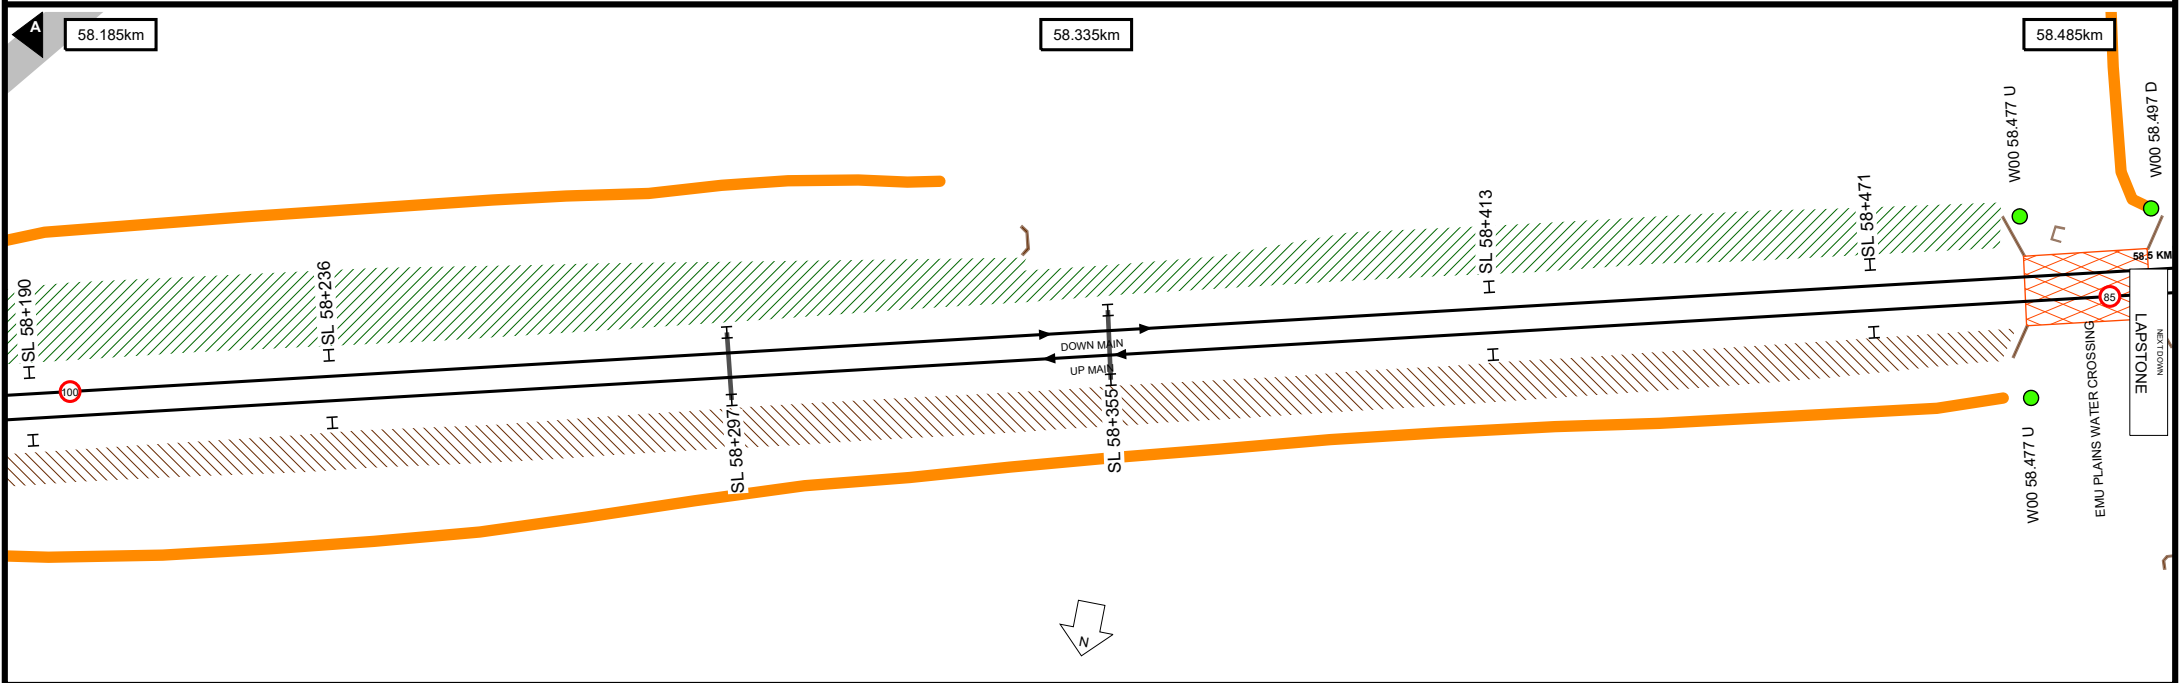 A
58.185km
58.335km
58.485km
W00 58.477 U
W00 58.497 D
SL 58+190
SL 58+236
SL 58+413
SL 58+471
58.5 KM
85
100
DOWN MAIN
UP MAIN
SL 58+297
SL 58+355
W00 58.477 U
EMU PLAINS WATER CROSSING
LAPSTONE
NEXT DOWN
N